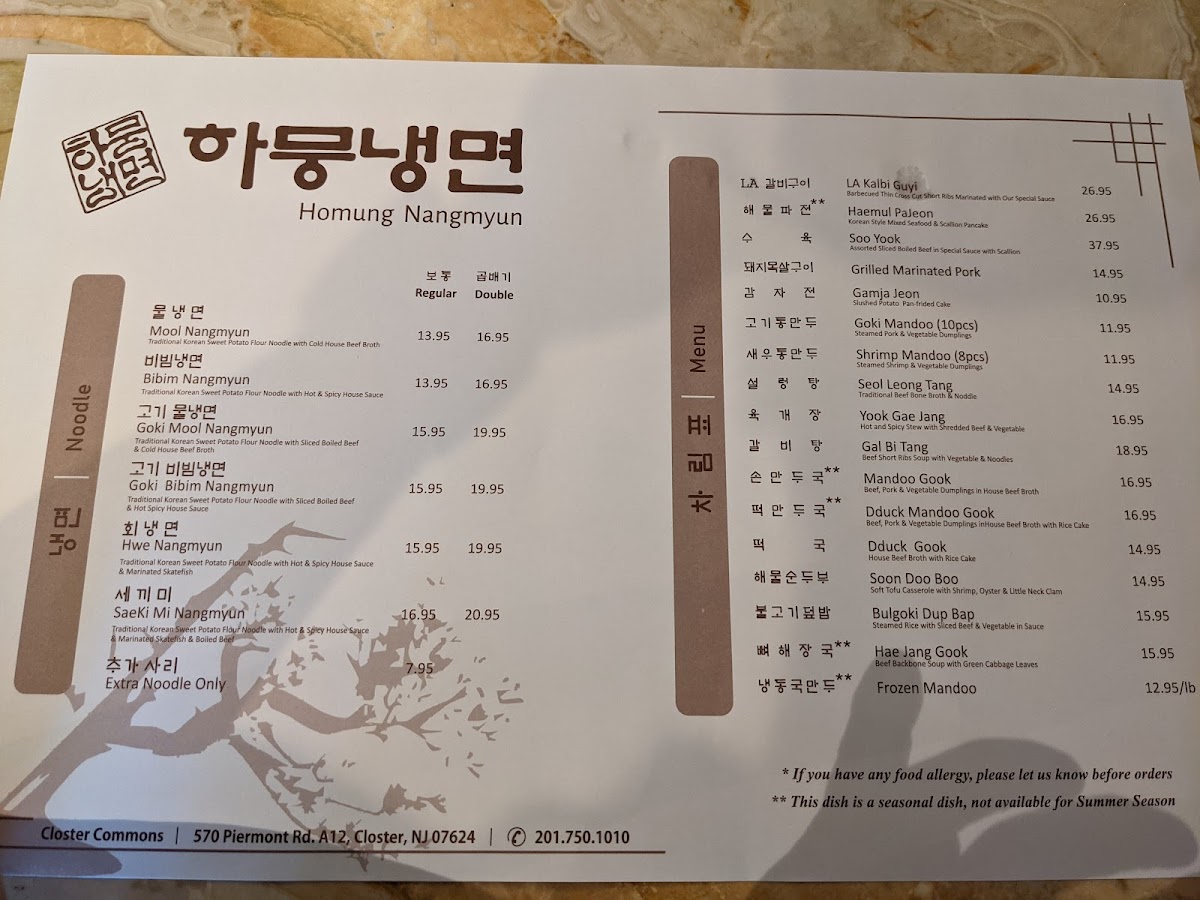 하물
냉면
하뭉냉면
Homung Nangmyun
냉면 | Noodle
보통 곱배기
Regular Double
물냉면
Mool Nangmyun 13.95 16.95
Traditional Korean Sweet Potato Flour Noodle with Cold House Beef Broth
비빔냉면
Bibim Nangmyun 13.95 16.95
Traditional Korean Sweet Potato Flour Noodle with Hot & Spicy House Sauce
고기 물냉면
Goki Mool Nangmyun 15.95 19.95
Traditional Korean Sweet Potato Flour Noodle with Sliced Boiled Beef
& Cold House Beef Broth
고기 비빔냉면
Goki Bibim Nangmyun 15.95 19.95
Traditional Korean Sweet Potato Flour Noodle with Sliced Boiled Beef
& Hot Spicy House Sauce
회냉면
Hwe Nangmyun 15.95 19.95
Traditional Korean Sweet Potato Flour Noodle with Hot & Spicy House Sauce
& Marinated Skatefish
세끼미
SaeKi Mi Nangmyun 16.95 20.95
Traditional Korean Sweet Potato Flour Noodle with Hot & Spicy House Sauce
& Marinated Skatefish & Boiled Beef
추가 사리 7.95
Extra Noodle Only
Closter Commons | 570 Piermont Rd. A12, Closter, NJ 07624 | 201.750.1010
차림표 | Menu
LA 갈비구이 LA Kalbi Guyi 26.95
Barbecued Thin Cross Cut Short Ribs Marinated with Our Special Sauce
해물파전** Haemul PaJeon 26.95
Korean Style Mixed Seafood & Scallion Pancake
수육 Soo Yook 37.95
Assorted Sliced Boiled Beef in Special Sauce with Scallion
돼지목살구이 Grilled Marinated Pork 14.95
감자전 Gamja Jeon 10.95
Slushed Potato Pan-frided Cake
고기통만두 Goki Mandoo (10pcs) 11.95
Steamed Pork & Vegetable Dumplings
새우통만두 Shrimp Mandoo (8pcs) 11.95
Steamed Shrimp & Vegetable Dumplings
설렁탕 Seol Leong Tang 14.95
Traditional Beef Bone Broth & Noddle
육개장 Yook Gae Jang 16.95
Hot and Spicy Stew with Shredded Beef & Vegetable
갈비탕 Gal Bi Tang 18.95
Beef Short Ribs Soup with Vegetable & Noodles
손만두국** Mandoo Gook 16.95
Beef, Pork & Vegetable Dumplings in House Beef Broth
떡만두국** Dduck Mandoo Gook 16.95
Beef, Pork & Vegetable Dumplings inHouse Beef Broth with Rice Cake
떡국 Dduck Gook 14.95
House Beef Broth with Rice Cake
해물순두부 Soon Doo Boo 14.95
Soft Tofu Casserole with Shrimp, Oyster & Little Neck Clam
불고기덮밥 Bulgoki Dup Bap 15.95
Steamed Rice with Sliced Beef & Vegetable in Sauce
뼈해장국** Hae Jang Gook 15.95
Beef Backbone Soup with Green Cabbage Leaves
냉동국만두** Frozen Mandoo 12.95/lb
* If you have any food allergy, please let us know before orders
** This dish is a seasonal dish, not available for Summer Season